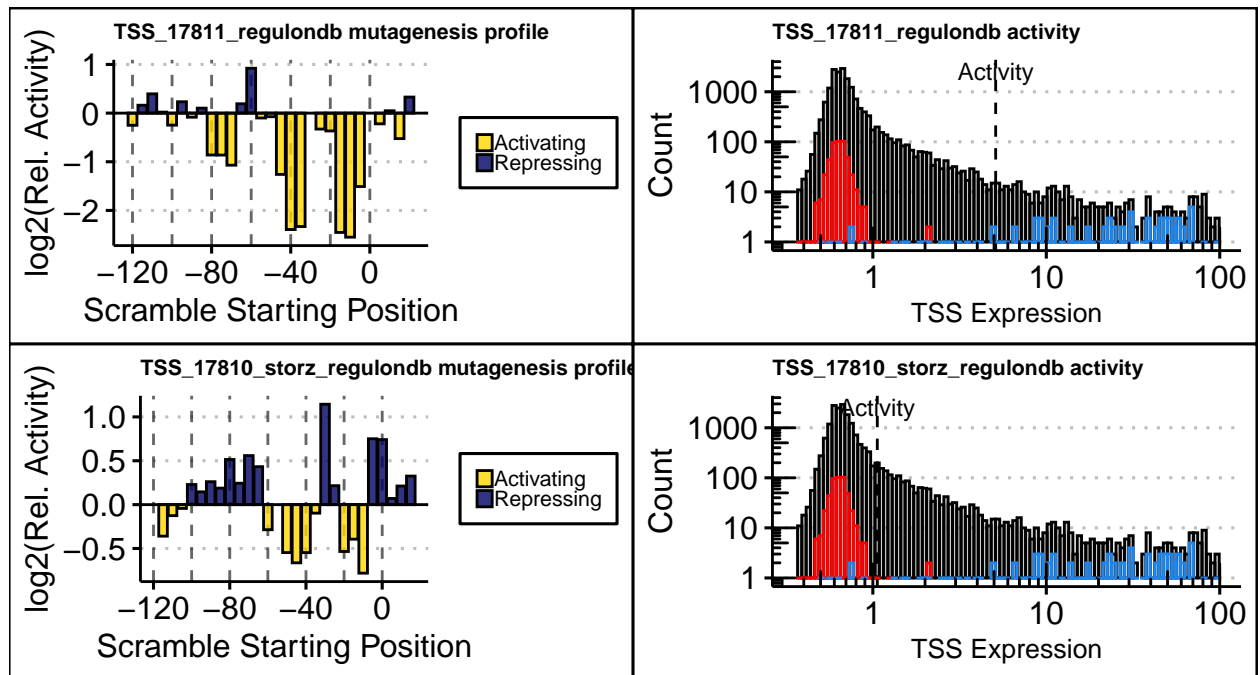 TSS_17811_regulondb mutagenesis profile
log2(Rel. Activity)
1
0
−1
−2
−120
−80
−40
0
Scramble Starting Position
Activating
Repressing
TSS_17811_regulondb activity
Activity
Count
1000
100
10
1
1
10
100
TSS Expression
TSS_17810_storz_regulondb mutagenesis profile
log2(Rel. Activity)
1.0
0.5
0.0
−0.5
−120
−80
−40
0
Scramble Starting Position
Activating
Repressing
TSS_17810_storz_regulondb activity
Activity
Count
1000
100
10
1
1
10
100
TSS Expression